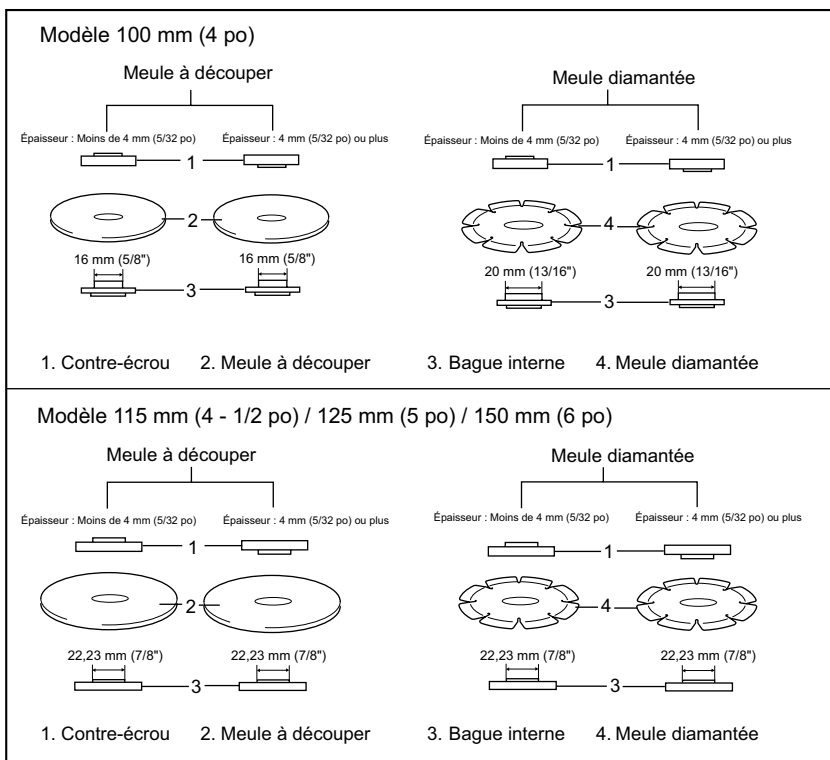 Modèle 100 mm (4 po)
Meule à découper
Meule diamantée
Épaisseur : Moins de 4 mm (5/32 po) Épaisseur : 4 mm (5/32 po) ou plus
Épaisseur : Moins de 4 mm (5/32 po) Épaisseur : 4 mm (5/32 po) ou plus
1
1
2
4
16 mm (5/8") 16 mm (5/8")
20 mm (13/16") 20 mm (13/16")
3
3
1. Contre-écrou 2. Meule à découper 3. Bague interne 4. Meule diamantée
Modèle 115 mm (4 - 1/2 po) / 125 mm (5 po) / 150 mm (6 po)
Meule à découper
Meule diamantée
Épaisseur : Moins de 4 mm (5/32 po) Épaisseur : 4 mm (5/32 po) ou plus
Épaisseur : Moins de 4 mm (5/32 po) Épaisseur : 4 mm (5/32 po) ou plus
1
1
2
4
22,23 mm (7/8") 22,23 mm (7/8")
22,23 mm (7/8") 22,23 mm (7/8")
3
3
1. Contre-écrou 2. Meule à découper 3. Bague interne 4. Meule diamantée